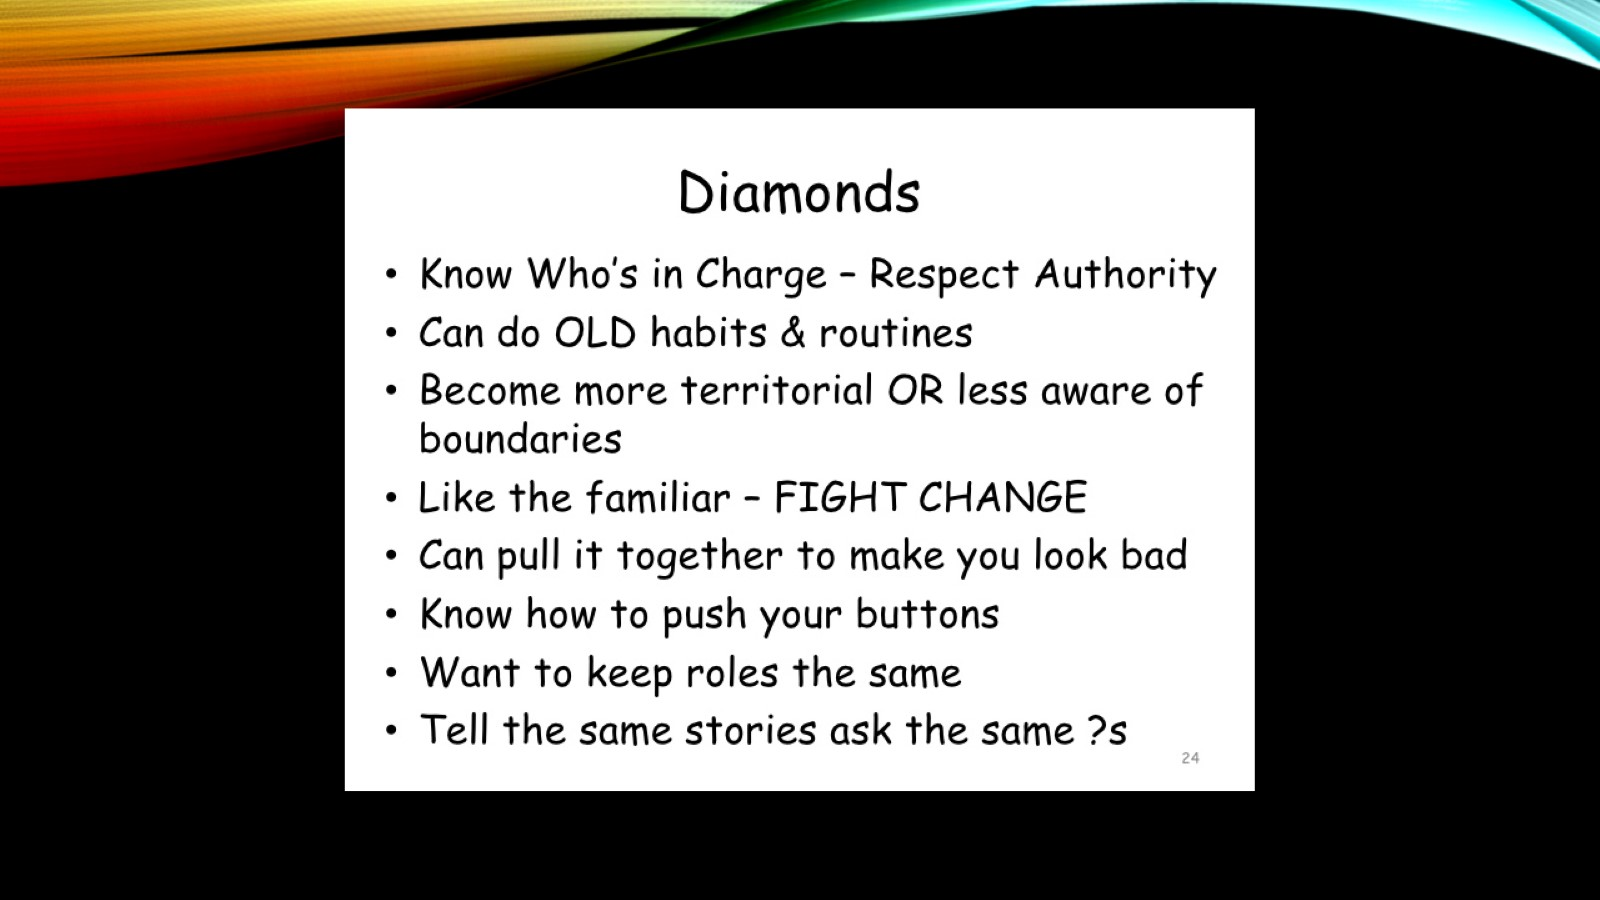 Diamonds
• Know Who's in Charge – Respect Authority
• Can do OLD habits & routines
• Become more territorial OR less aware of
boundaries
• Like the familiar – FIGHT CHANGE
• Can pull it together to make you look bad
• Know how to push your buttons
• Want to keep roles the same
• Tell the same stories ask the same ?s
24